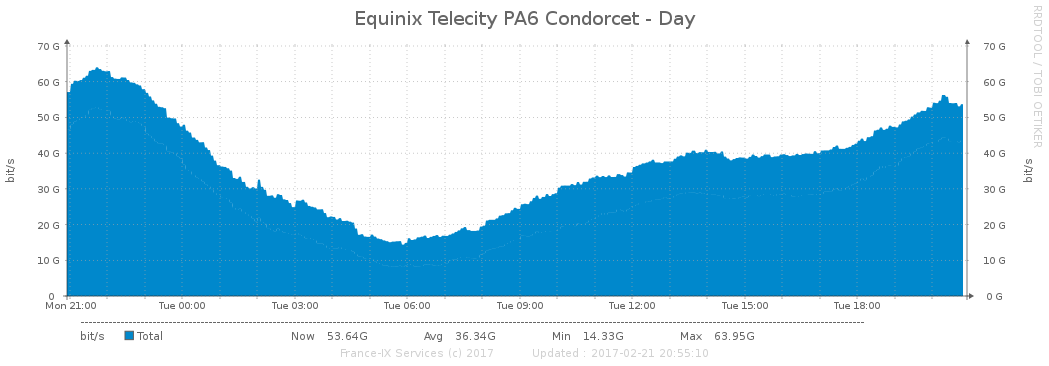 Equinix Telecity PA6 Condorcet - Day
RRDTOOL / TOBI OETIKER
bit/s
70 G
60 G
50 G
40 G
30 G
20 G
10 G
0
70 G
60 G
50 G
40 G
30 G
20 G
10 G
0 G
bit/s
Mon 21:00 Tue 00:00 Tue 03:00 Tue 06:00 Tue 09:00 Tue 12:00 Tue 15:00 Tue 18:00
bit/s Total Now 53.64G Avg 36.34G Min 14.33G Max 63.95G
France-IX Services (c) 2017 Updated : 2017-02-21 20:55:10